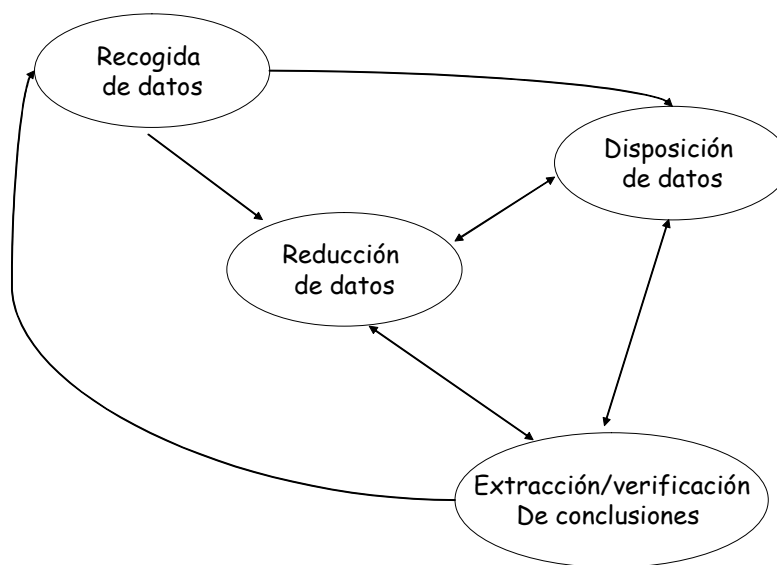 Recogida
de datos
Disposición
de datos
Reducción
de datos
Extracción/verificación
De conclusiones